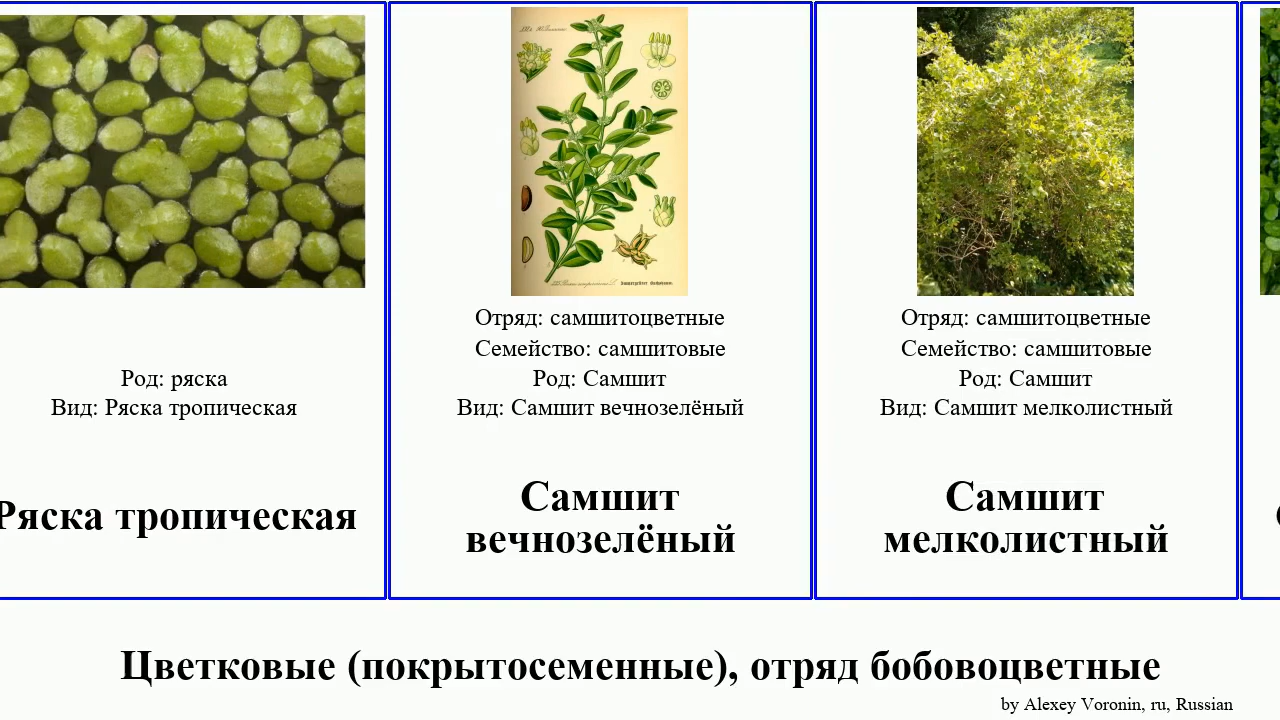 Род: ряска
Вид: Ряска тропическая
Ряска тропическая
Отряд: самшитоцветные
Семейство: самшитовые
Род: Самшит
Вид: Самшит вечнозелёный
Самшит
вечнозелёный
Отряд: самшитоцветные
Семейство: самшитовые
Род: Самшит
Вид: Самшит мелколистный
Самшит
мелколистный
Цветковые (покрытосеменные), отряд бобовоцветные
by Alexey Voronin, ru, Russian